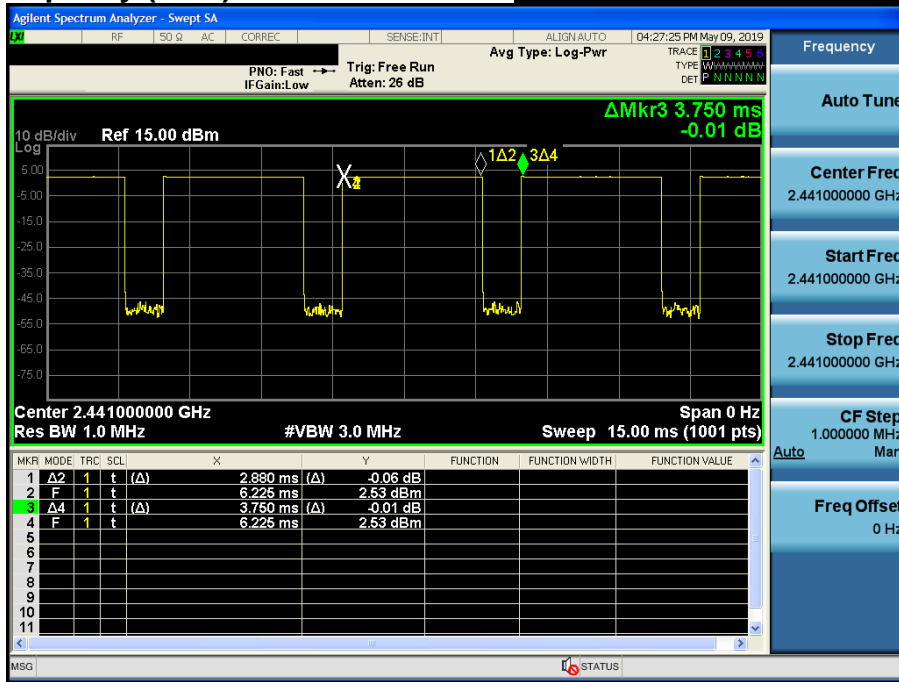 Agilent Spectrum Analyzer - Swept SA
LXI RF 50 Ω AC CORREC SENSE:INT ALIGN AUTO 04:27:25 PM May 09, 2019
Avg Type: Log-Pwr
TRACE 1 2 3 4 5 6
TYPE WWWWWW
DET P N N N N N
PNO: Fast
IFGain:Low
Trig: Free Run
Atten: 26 dB
ΔMkr3 3.750 ms
-0.01 dB
10 dB/div Ref 15.00 dBm
Log
5.00
-5.00
-15.0
-25.0
-35.0
-45.0
-55.0
-65.0
-75.0
1Δ2 3Δ4
Center 2.441000000 GHz Span 0 Hz
Res BW 1.0 MHz #VBW 3.0 MHz Sweep 15.00 ms (1001 pts)
MKR MODE TRC SCL X Y FUNCTION FUNCTION WIDTH FUNCTION VALUE
1 Δ2 1 t (Δ) 2.880 ms (Δ) -0.06 dB
2 F 1 t 6.225 ms 2.53 dBm
3 Δ4 1 t (Δ) 3.750 ms (Δ) -0.01 dB
4 F 1 t 6.225 ms 2.53 dBm
5
6
7
8
9
10
11
MSG STATUS
Frequency
Auto Tune
Center Freq
2.441000000 GHz
Start Freq
2.441000000 GHz
Stop Freq
2.441000000 GHz
CF Step
1.000000 MHz
Auto Man
Freq Offset
0 Hz